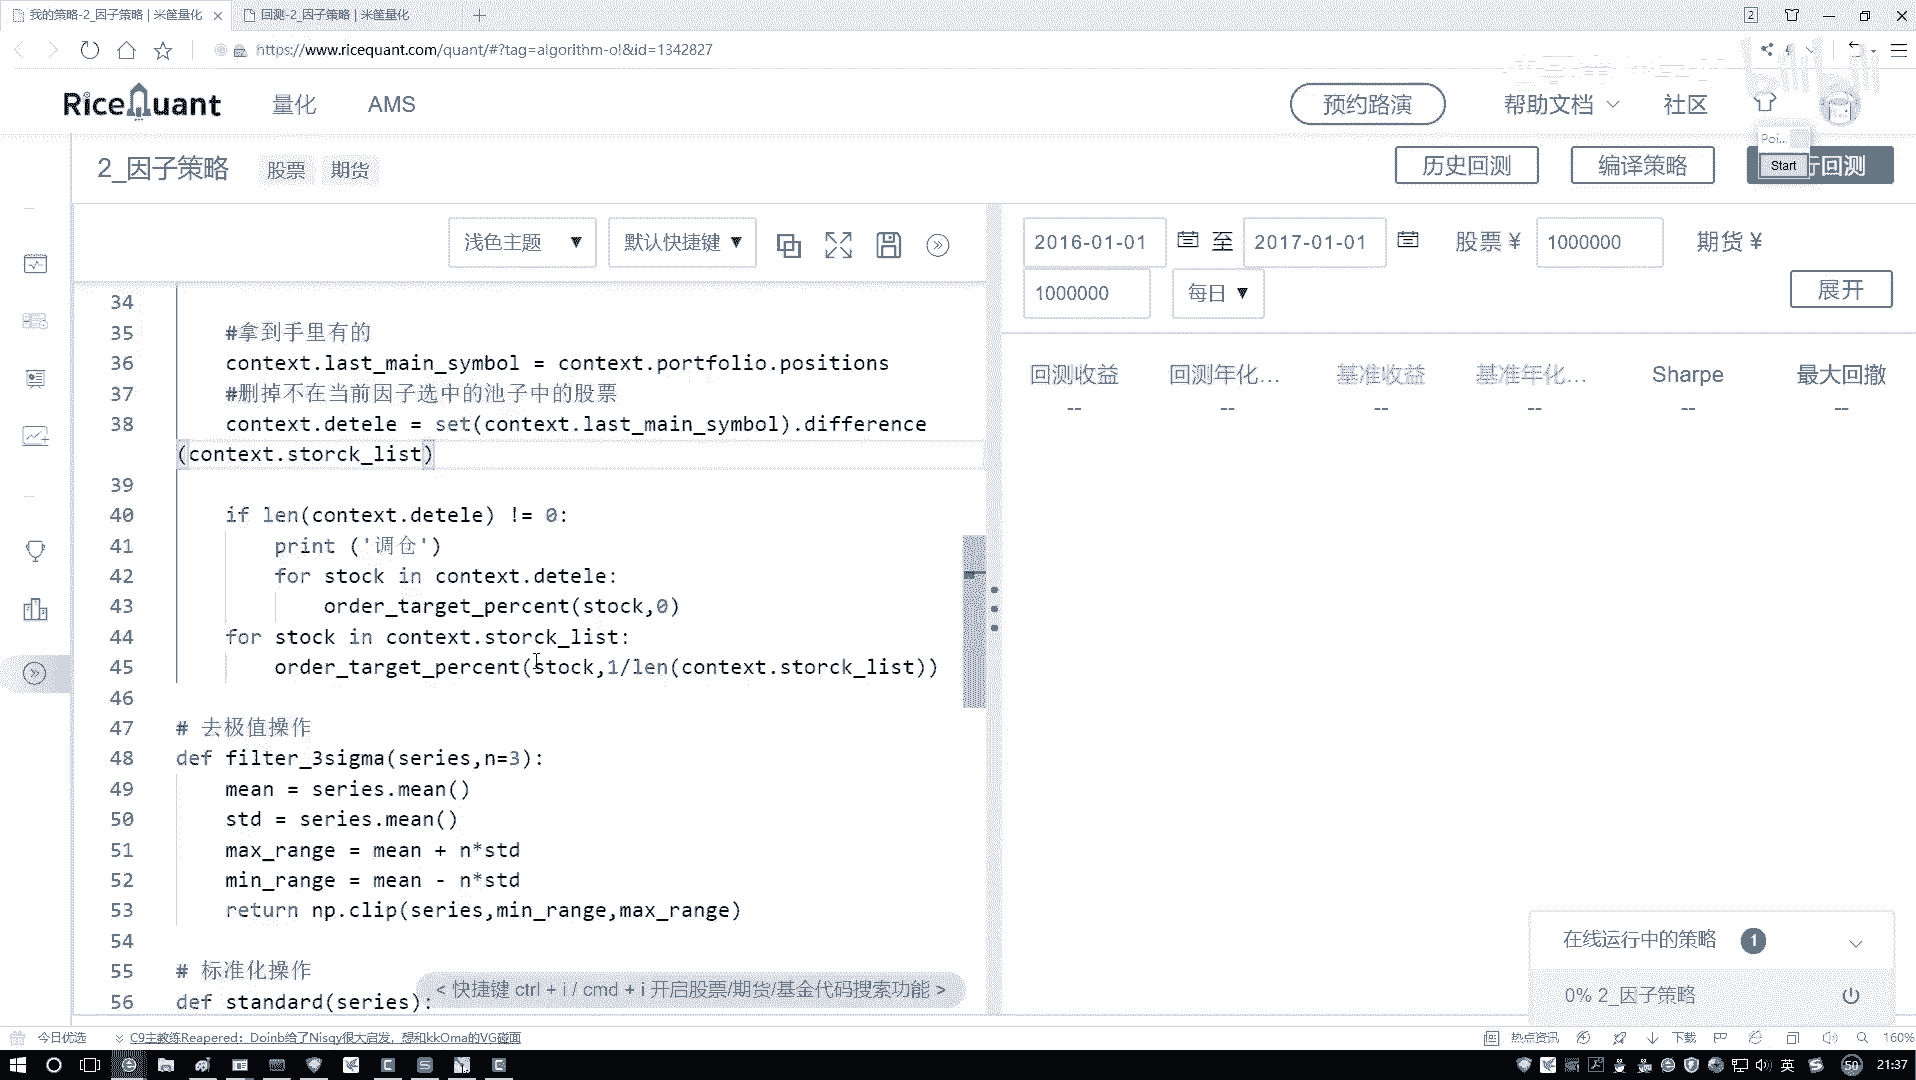 我的策略-2_因子策略 | 米筐量化
回测-2_因子策略 | 米筐量化
2
https://www.ricequant.com/quant/#?tag=algorithm-ol&id=1342827
RiceQuant
量化
AMS
预约路演
帮助文档
社区
2_因子策略
股票
期货
历史回测
编译策略
行回测
Poi...
Start
浅色主题 ▼
默认快捷键 ▼
2016-01-01
至
2017-01-01
股票 ¥
1000000
期货 ¥
1000000
每日 ▼
展开
回测收益
回测年化...
基准收益
基准年化...
Sharpe
最大回撤
--
--
--
--
--
--
34
35 #拿到手里有的
36 context.last_main_symbol = context.portfolio.positions
37 #删掉不在当前因子选中的池子中的股票
38 context.detele = set(context.last_main_symbol).difference
(context.storck_list)
39
40 if len(context.detele) != 0:
41 print ('调仓')
42 for stock in context.detele:
43 order_target_percent(stock,0)
44 for stock in context.storck_list:
45 order_target_percent(stock,1/len(context.storck_list))
46
47 # 去极值操作
48 def filter_3sigma(series,n=3):
49 mean = series.mean()
50 std = series.mean()
51 max_range = mean + n*std
52 min_range = mean - n*std
53 return np.clip(series,min_range,max_range)
54
55 # 标准化操作
56 def standard(series):
< 快捷键 ctrl + i / cmd + i 开启股票/期货/基金代码搜索功能 >
在线运行中的策略
1
0% 2_因子策略
今日优选
C9主教练Reapered：Doinb给了Nisqy很大启发，想和kkOma的VG碰面
热点资讯
下载
160%
英
50
21:37